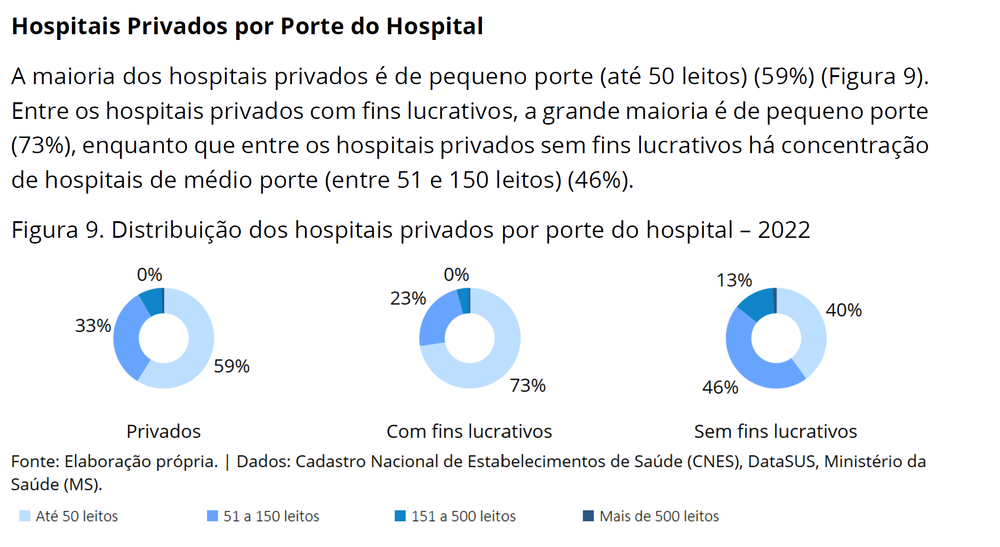 Hospitais Privados por Porte do Hospital
A maioria dos hospitais privados é de pequeno porte (até 50 leitos) (59%) (Figura 9).
Entre os hospitais privados com fins lucrativos, a grande maioria é de pequeno porte
(73%), enquanto que entre os hospitais privados sem fins lucrativos há concentração
de hospitais de médio porte (entre 51 e 150 leitos) (46%).
Figura 9. Distribuição dos hospitais privados por porte do hospital – 2022
0%
33%
59%
Privados
0%
23%
73%
Com fins lucrativos
13%
40%
46%
Sem fins lucrativos
Fonte: Elaboração própria. | Dados: Cadastro Nacional de Estabelecimentos de Saúde (CNES), DataSUS, Ministério da
Saúde (MS).
Até 50 leitos
51 a 150 leitos
151 a 500 leitos
Mais de 500 leitos